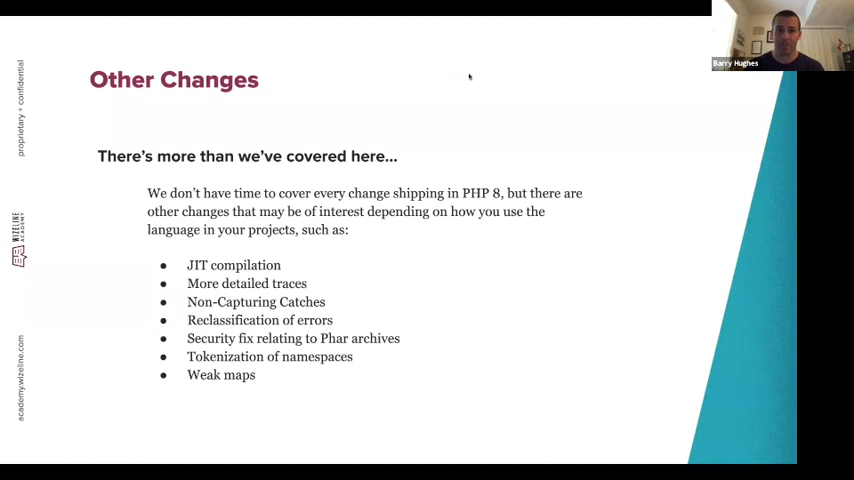 Barry Hughes
proprietary + confidential
Other Changes
There's more than we've covered here...
We don't have time to cover every change shipping in PHP 8, but there are
other changes that may be of interest depending on how you use the
language in your projects, such as:
● JIT compilation
● More detailed traces
● Non-Capturing Catches
● Reclassification of errors
● Security fix relating to Phar archives
● Tokenization of namespaces
● Weak maps
WIZELINE
ACADEMY
academy.wizeline.com